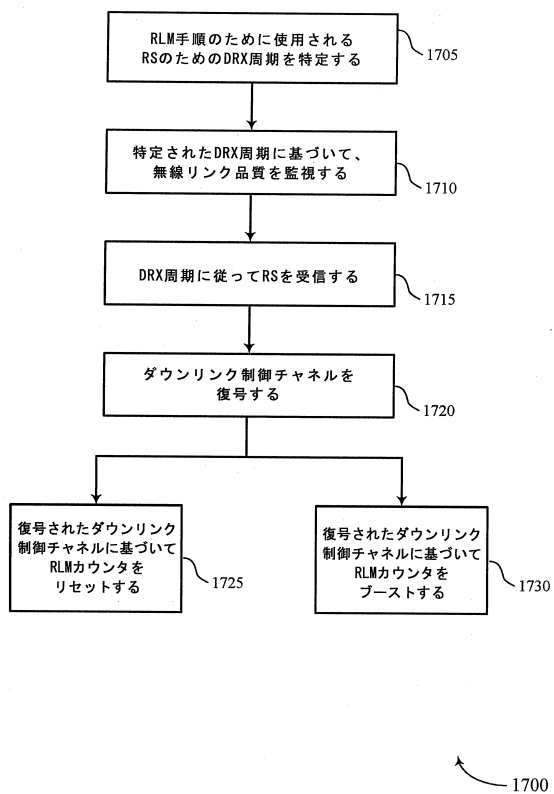 RLM手順のために使用される
RSのためのDRX周期を特定する
1705
特定されたDRX周期に基づいて、
無線リンク品質を監視する
1710
DRX周期に従ってRSを受信する
1715
ダウンリンク制御チャネルを
復号する
1720
復号されたダウンリンク
制御チャネルに基づいて
RLMカウンタを
リセットする
1725
復号されたダウンリンク
制御チャネルに基づいて
RLMカウンタを
ブーストする
1730
1700